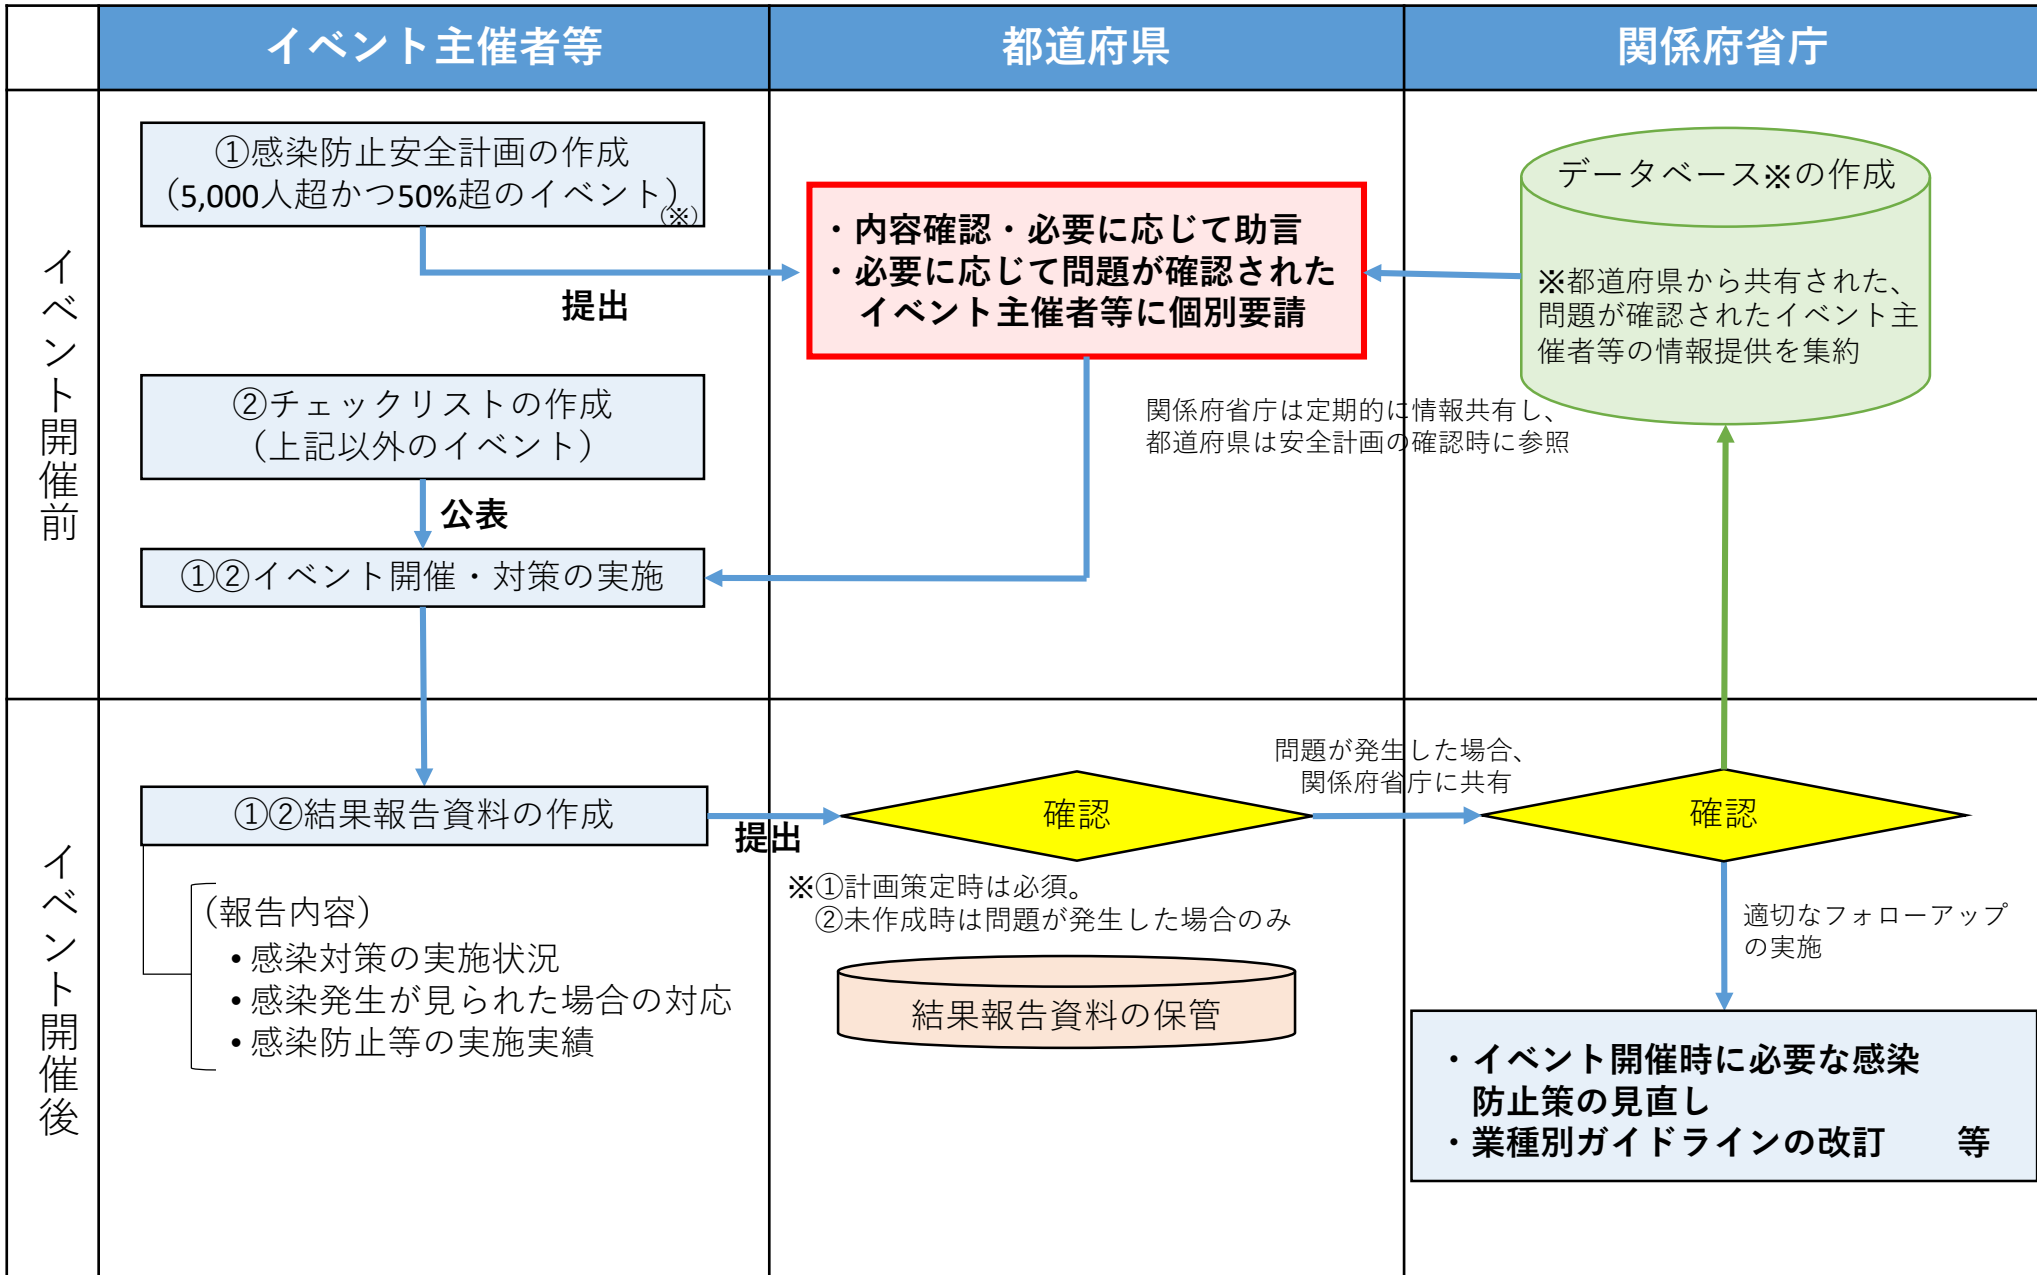 イベント主催者等
都道府県
関係府省庁
イベント開催前
①感染防止安全計画の作成
（5,000人超かつ50%超のイベント）
(※)
提出
・内容確認・必要に応じて助言
・必要に応じて問題が確認された
イベント主催者等に個別要請
データベース※の作成
※都道府県から共有された、
問題が確認されたイベント主
催者等の情報提供を集約
②チェックリストの作成
（上記以外のイベント）
関係府省庁は定期的に情報共有し、
都道府県は安全計画の確認時に参照
公表
①②イベント開催・対策の実施
イベント開催後
①②結果報告資料の作成
提出
確認
問題が発生した場合、
関係府省庁に共有
確認
（報告内容）
•感染対策の実施状況
•感染発生が見られた場合の対応
•感染防止等の実施実績
※①計画策定時は必須。
②未作成時は問題が発生した場合のみ
結果報告資料の保管
適切なフォローアップ
の実施
・イベント開催時に必要な感染
防止策の見直し
・業種別ガイドラインの改訂　　等